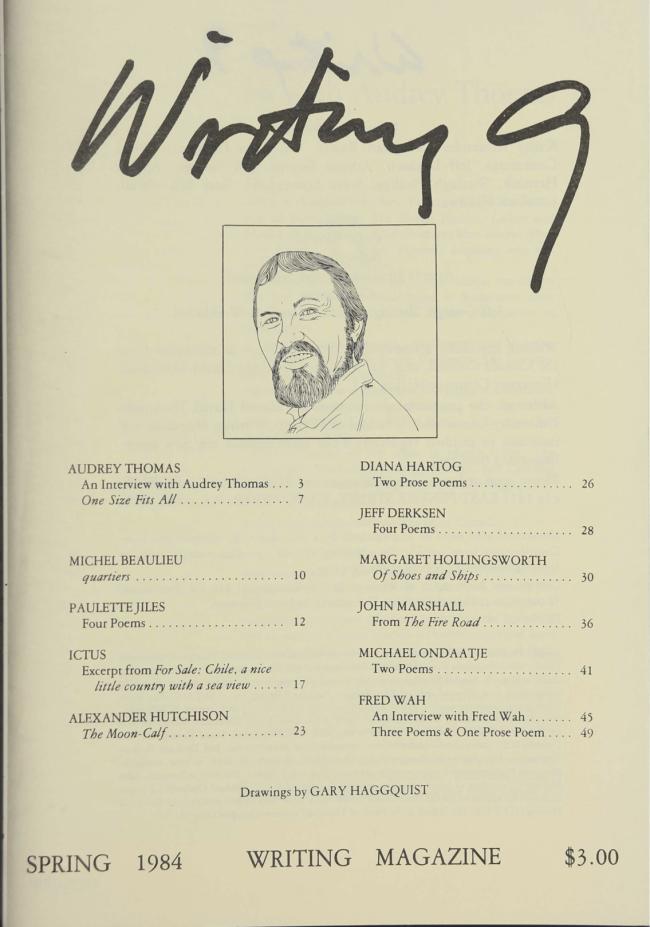 Writing 9
AUDREY THOMAS
An Interview with Audrey Thomas ... 3
One Size Fits All ................. 7
MICHEL BEAULIEU
quartiers ....................... 10
PAULETTE JILES
Four Poems ..................... 12
ICTUS
Excerpt from For Sale: Chile, a nice
little country with a sea view ..... 17
ALEXANDER HUTCHISON
The Moon-Calf .................. 23
DIANA HARTOG
Two Prose Poems ............... 26
JEFF DERKSEN
Four Poems ..................... 28
MARGARET HOLLINGSWORTH
Of Shoes and Ships ............. 30
JOHN MARSHALL
From The Fire Road ............. 36
MICHAEL ONDAATJE
Two Poems ..................... 41
FRED WAH
An Interview with Fred Wah ....... 45
Three Poems & One Prose Poem .... 49
Drawings by GARY HAGGQUIST
SPRING 1984 WRITING MAGAZINE $3.00